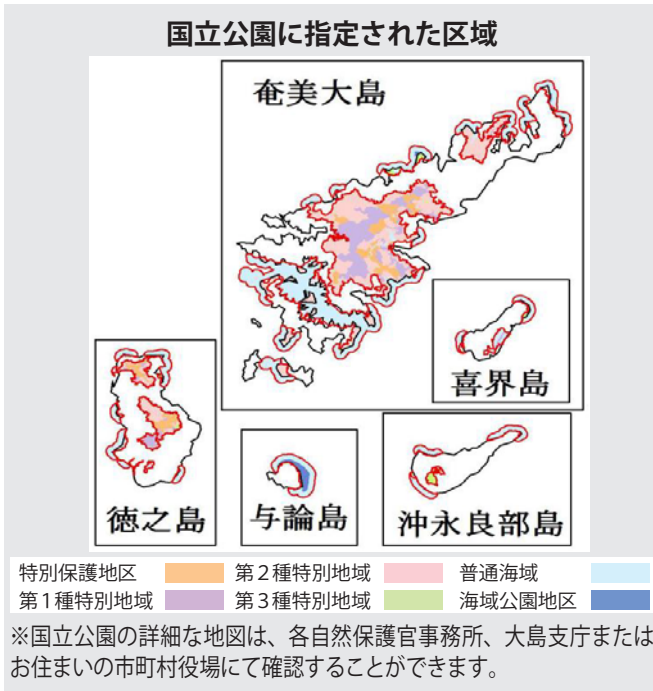 国立公園に指定された区域
奄美大島
喜界島
徳之島
与論島
沖永良部島
特別保護地区 第２種特別地域 普通海域
第１種特別地域 第３種特別地域 海域公園地区
※国立公園の詳細な地図は、各自然保護官事務所、大島支庁または
お住まいの市町村役場にて確認することができます。